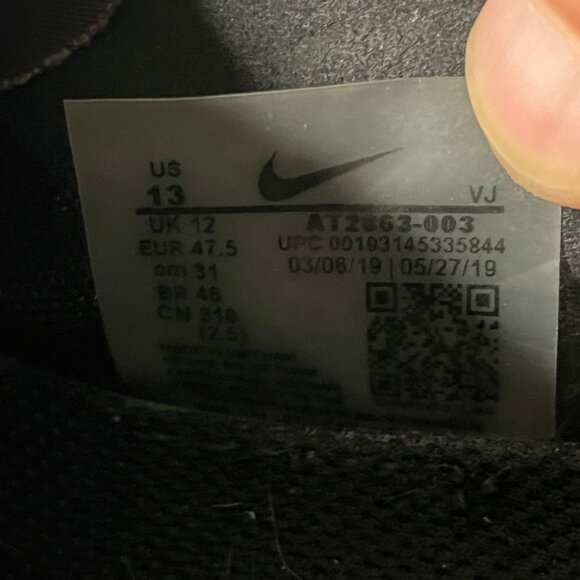 US
13
VJ
UK 12
AT2863-003
EUR 47.5
UPC 00193145335844
cm 31
03/06/19 | 05/27/19
BR 46
CN 310
(2.5)